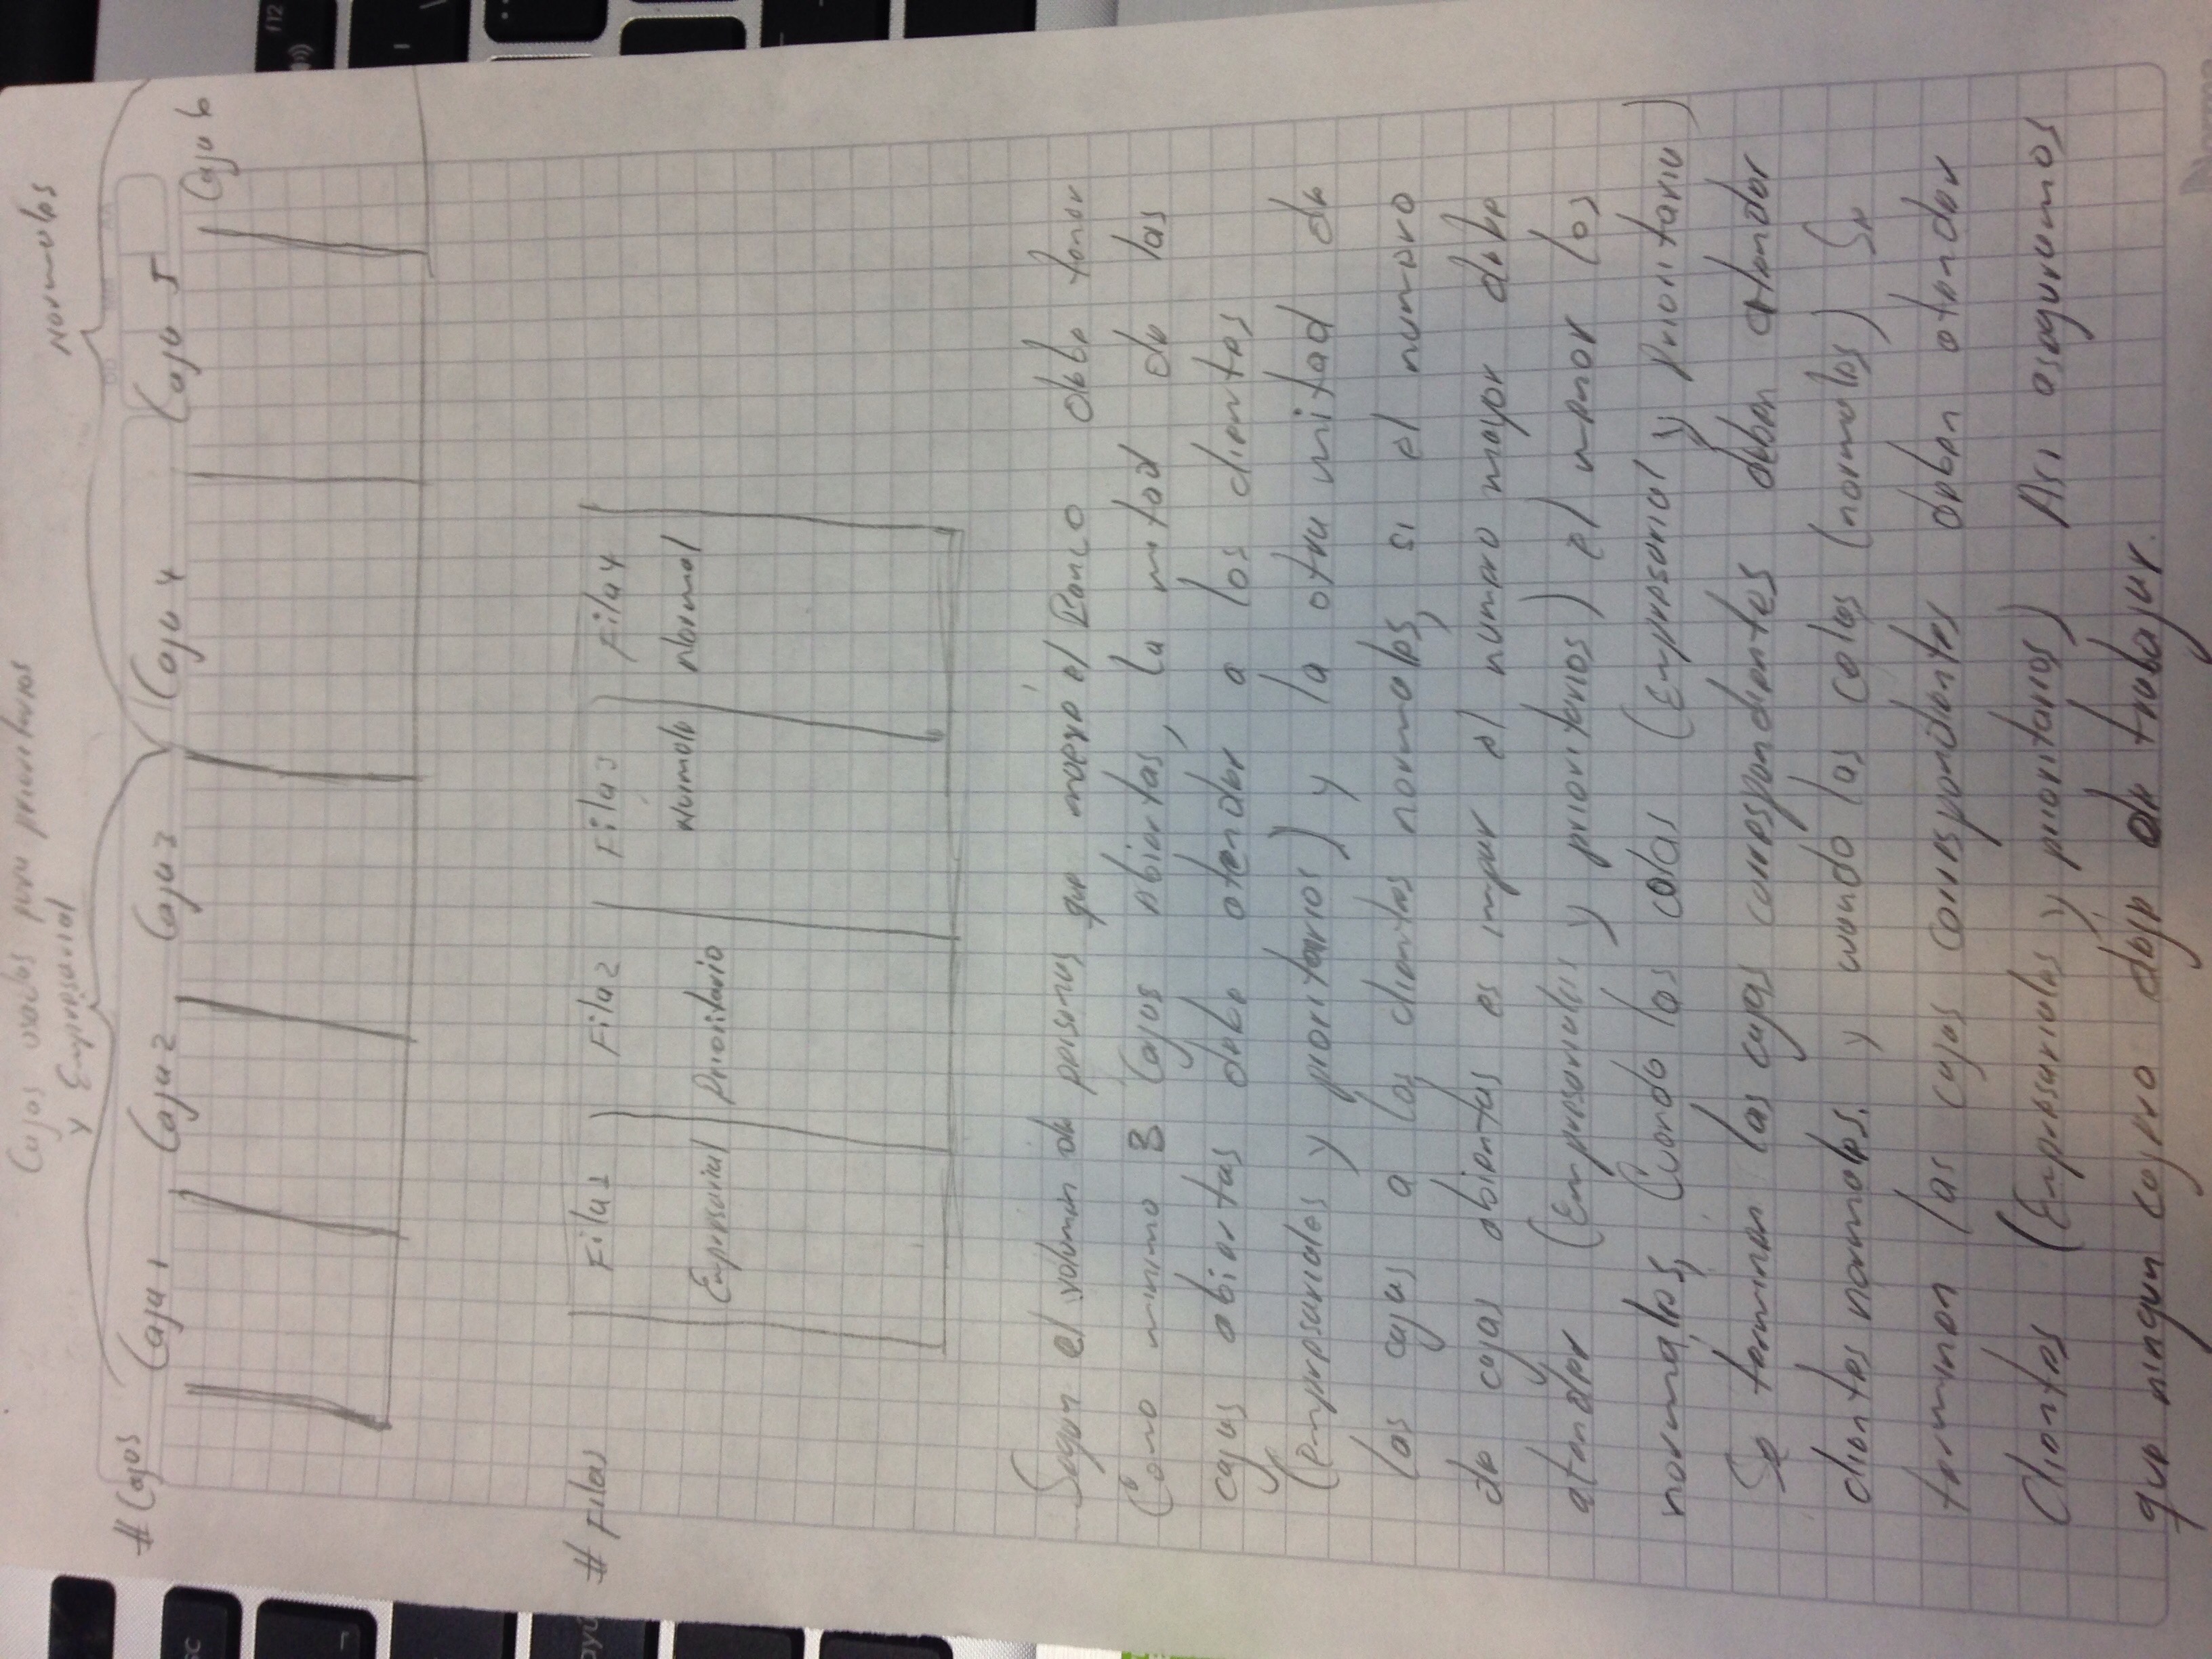 Cajas usadas para prioritarios
y Empresarial
Normales
# Cajas
Caja 1
Caja 2
Caja 3
Caja 4
Caja 5
Caja 6
# Filas
Fila 1
Fila 2
Fila 3
Fila 4
Empresarial
Prioritario
Normale
Normal
Segun el volumen de personas que mueve el Banco debe tener
Como minimo 3 Cajas Abiertas, la mitad de las
cajas abiertas debe atender a los clientes
(empresariales y prioritarios) y la otra mitad de
las cajas a los clientes normales, si el numero
de cajas abiertas es impar el numero mayor debe
atender (Empresariales y prioritarios) el menor los
normales, Cuando las colas (Empresarial y Prioritaria)
Se terminen las cajas correspondientes deben atender
clientes normales. y cuando las colas (normales) Se
terminen las cajas correspondientes deben atender
Clientes (Empresariales y prioritarios) Asi aseguramos
que ningun cajero deje de trabajar.
f12